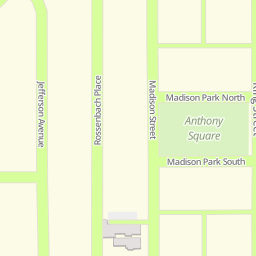 Jefferson Avenue
Rossenbach Place
Madison Street
Madison Park North
Anthony
Square
Madison Park South